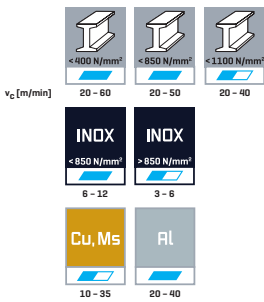 <400 N/mm² <850 N/mm² <1100 N/mm²
v_c [m/min] 20 – 60 20 – 50 20 – 40
INOX INOX
<850 N/mm² >850 N/mm²
6 – 12 3 – 6
Cu, Ms Al
10 – 35 20 – 40